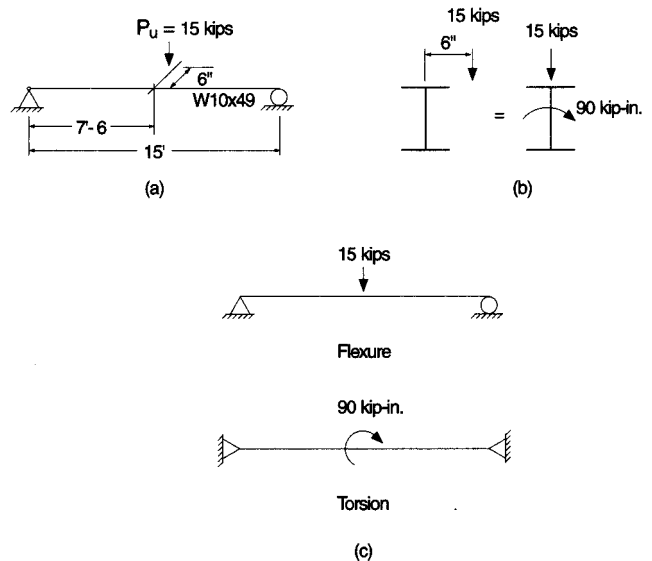 Pu = 15 kips
6"
W10x49
7'- 6
15'
(a)
15 kips
6"
=
15 kips
90 kip-in.
(b)
15 kips
Flexure
90 kip-in.
Torsion
(c)